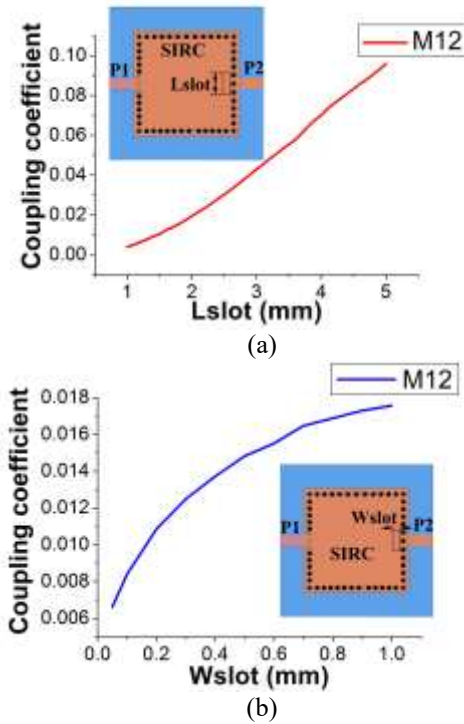 M12
SIRC
P1
P2
Lslot
Coupling coefficient
0.10
0.08
0.06
0.04
0.02
0.00
1 2 3 4 5
Lslot (mm)
(a)
M12
Coupling coefficient
0.018
0.016
0.014
0.012
0.010
0.008
0.006
Wslot
P1
P2
SIRC
0.0 0.2 0.4 0.6 0.8 1.0
Wslot (mm)
(b)